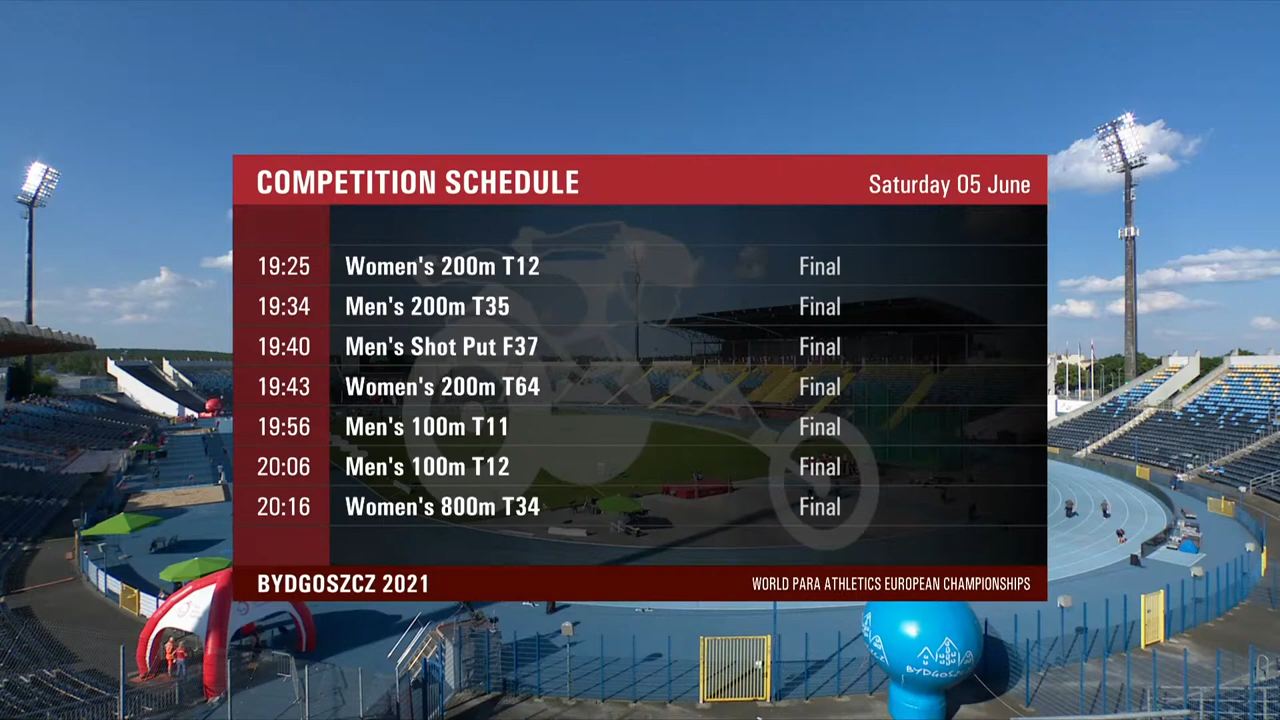 COMPETITION SCHEDULE Saturday 05 June
19:25 Women's 200m T12 Final
19:34 Men's 200m T35 Final
19:40 Men's Shot Put F37 Final
19:43 Women's 200m T64 Final
19:56 Men's 100m T11 Final
20:06 Men's 100m T12 Final
20:16 Women's 800m T34 Final
BYDGOSZCZ 2021 WORLD PARA ATHLETICS EUROPEAN CHAMPIONSHIPS